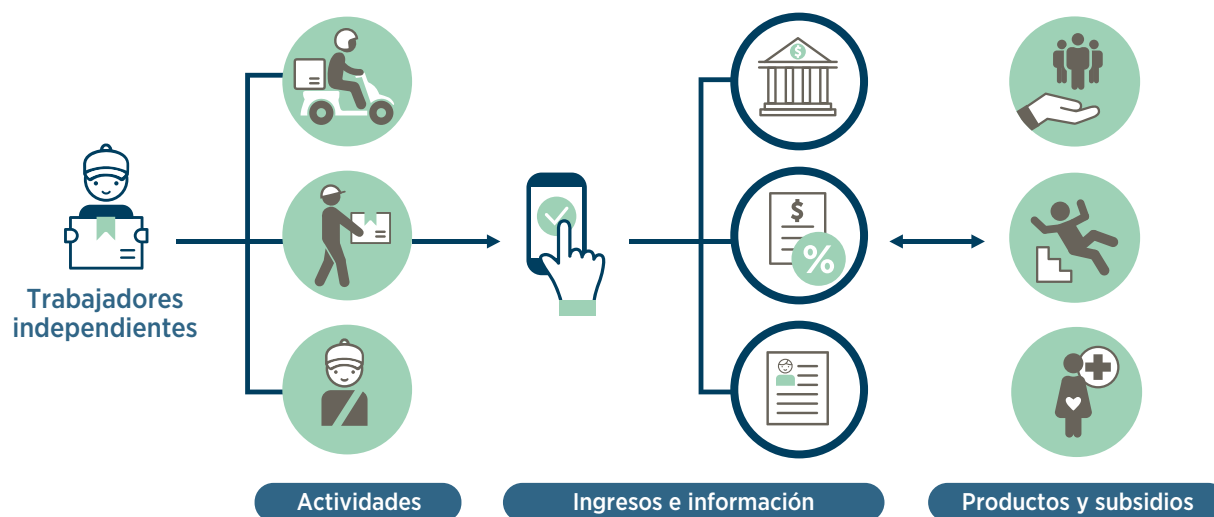 $
$
%
Trabajadores
independientes
Actividades
Ingresos e información
Productos y subsidios